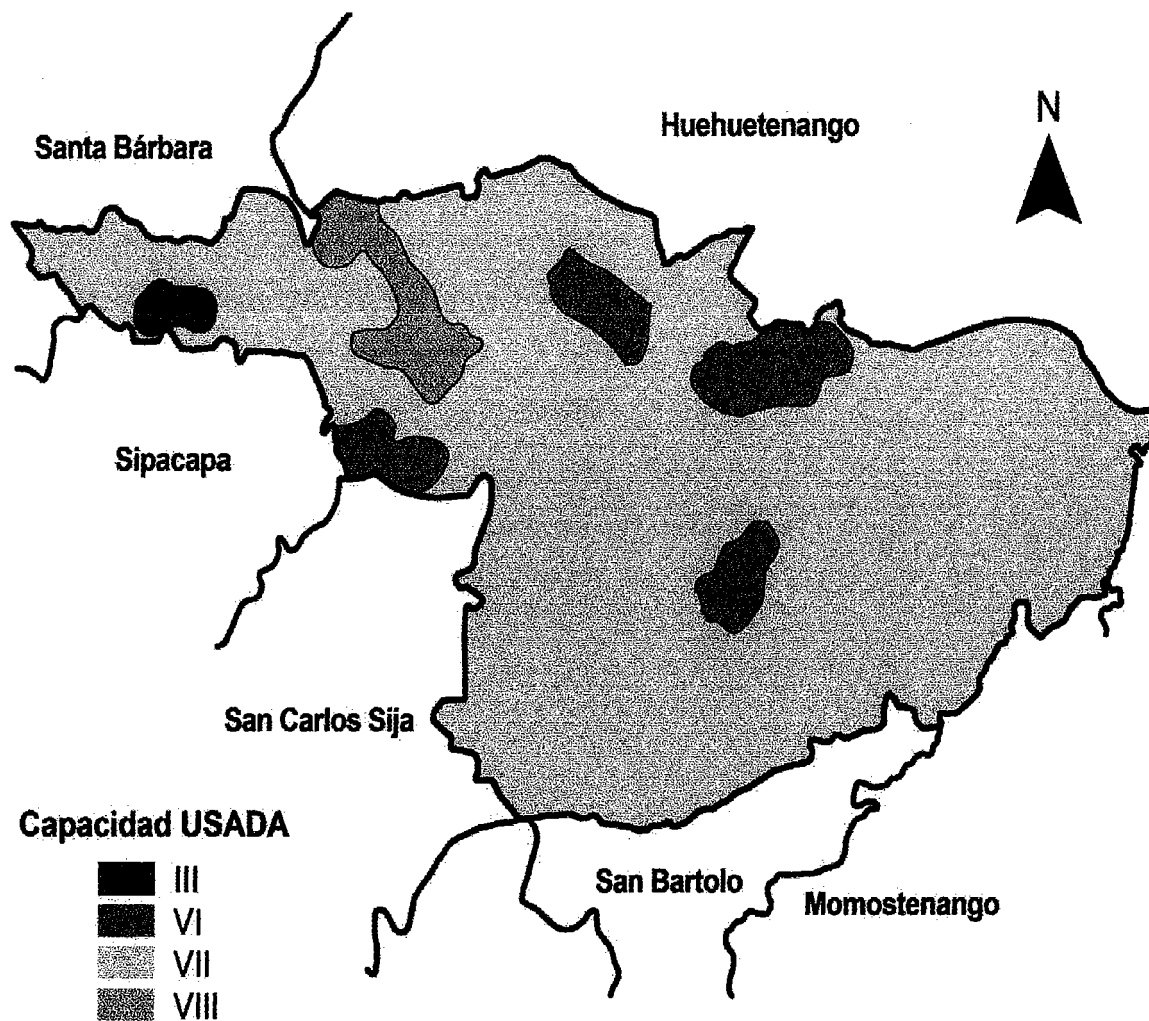 Huehuetenango
N
Santa Bárbara
Sipacapa
San Carlos Sija
Capacidad USADA
III
VI
VII
VIII
San Bartolo
Momostenango